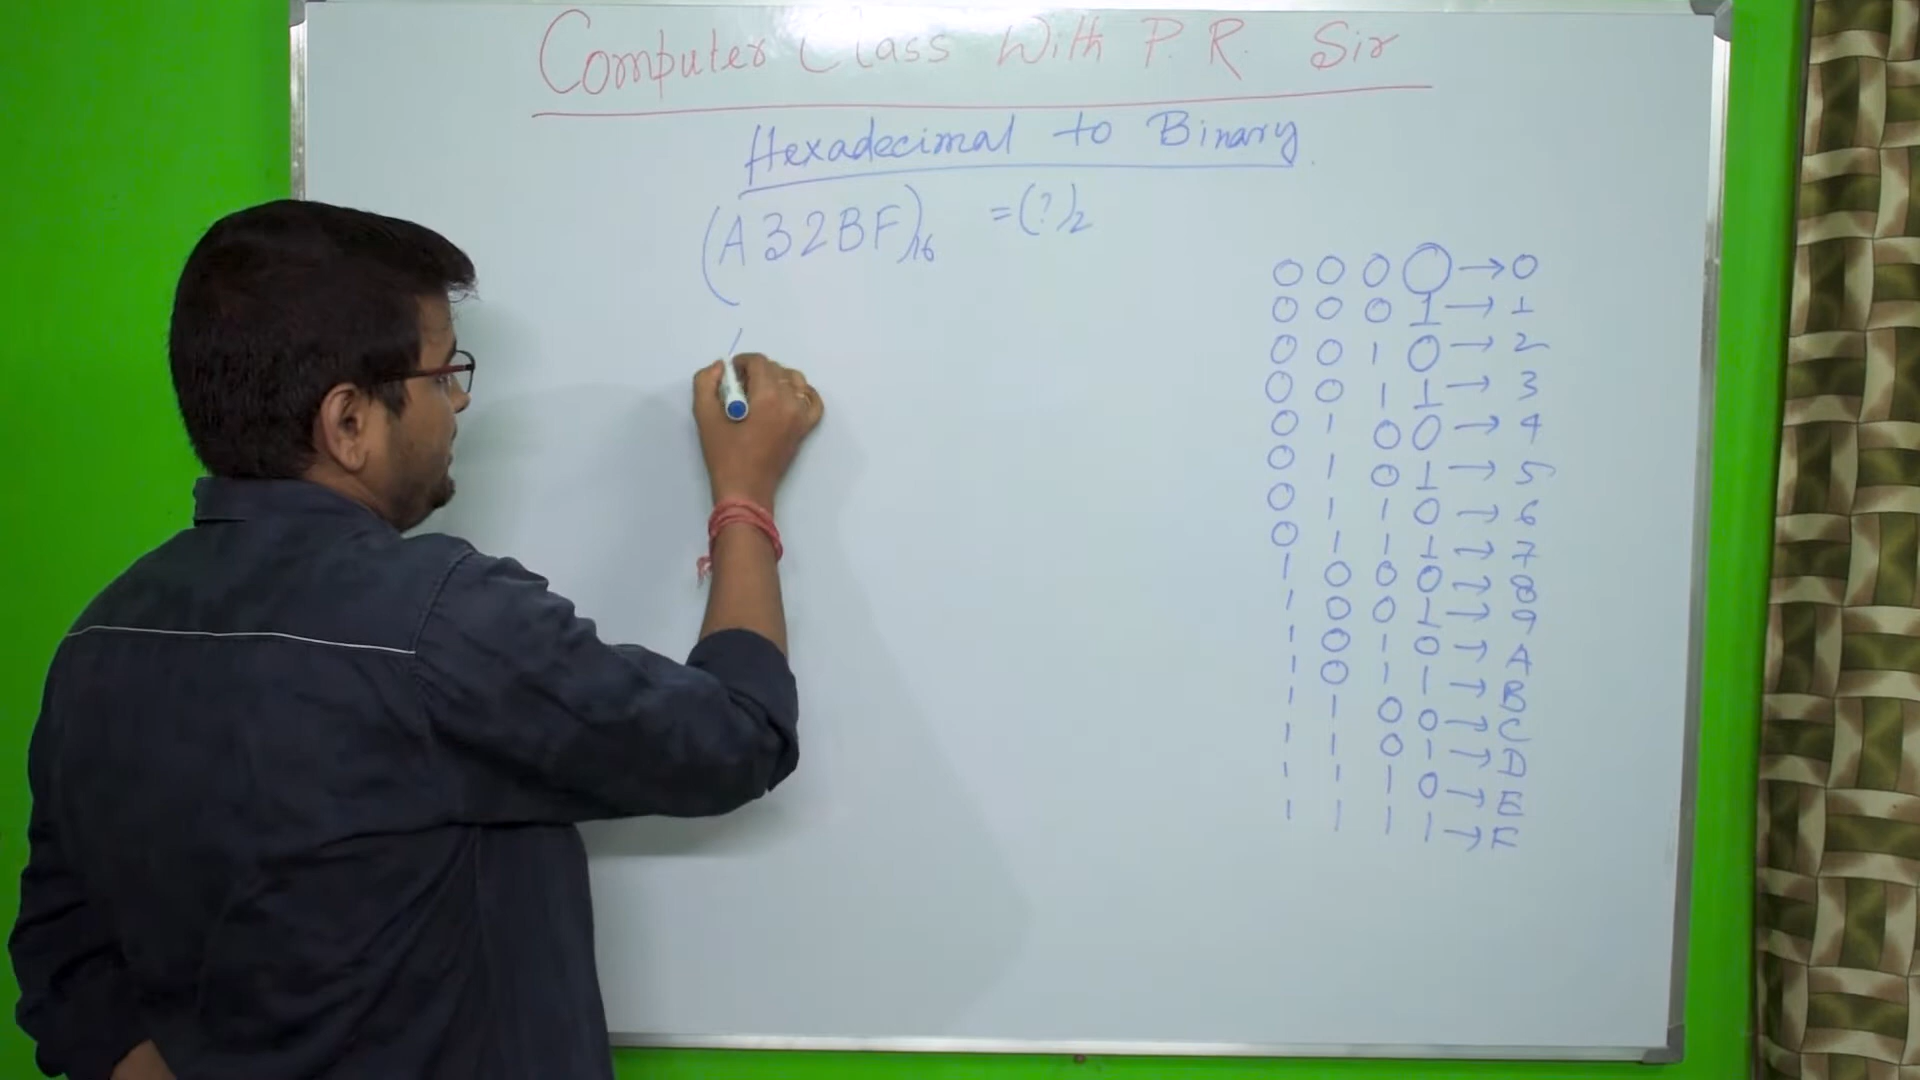 Computer Class With P. R. Sir
Hexadecimal to Binary.
(A32BF)16 = (?)2
0 0 0 0 → 0
0 0 0 1 → 1
0 0 1 0 → 2
0 0 1 1 → 3
0 1 0 0 → 4
0 1 0 1 → 5
0 1 1 0 → 6
0 1 1 1 → 7
1 0 0 0 → 8
1 0 0 1 → 9
1 0 1 0 → A
1 0 1 1 → B
1 1 0 0 → C
1 1 0 1 → D
1 1 1 0 → E
1 1 1 1 → F